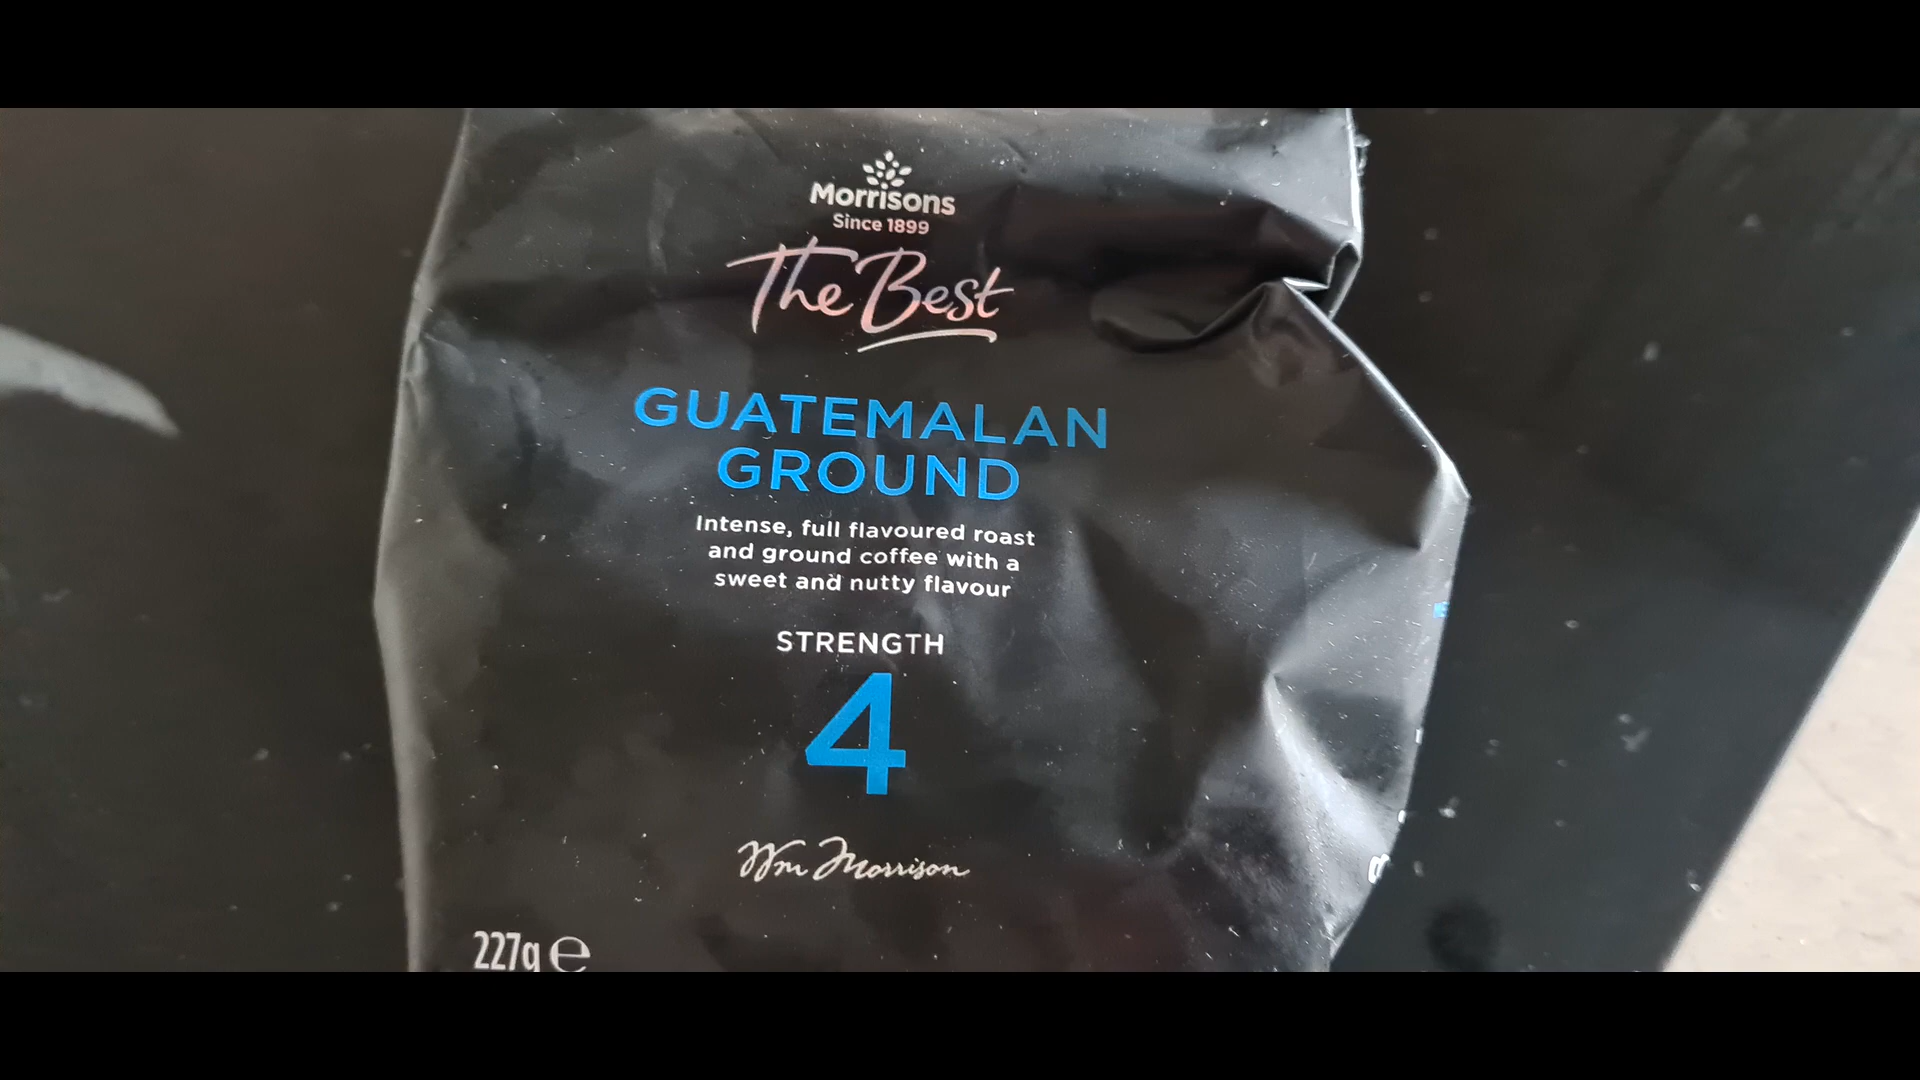 Morrisons
Since 1899
The Best
GUATEMALAN
GROUND
Intense, full flavoured roast
and ground coffee with a
sweet and nutty flavour
STRENGTH
4
Wm Morrison
227g e